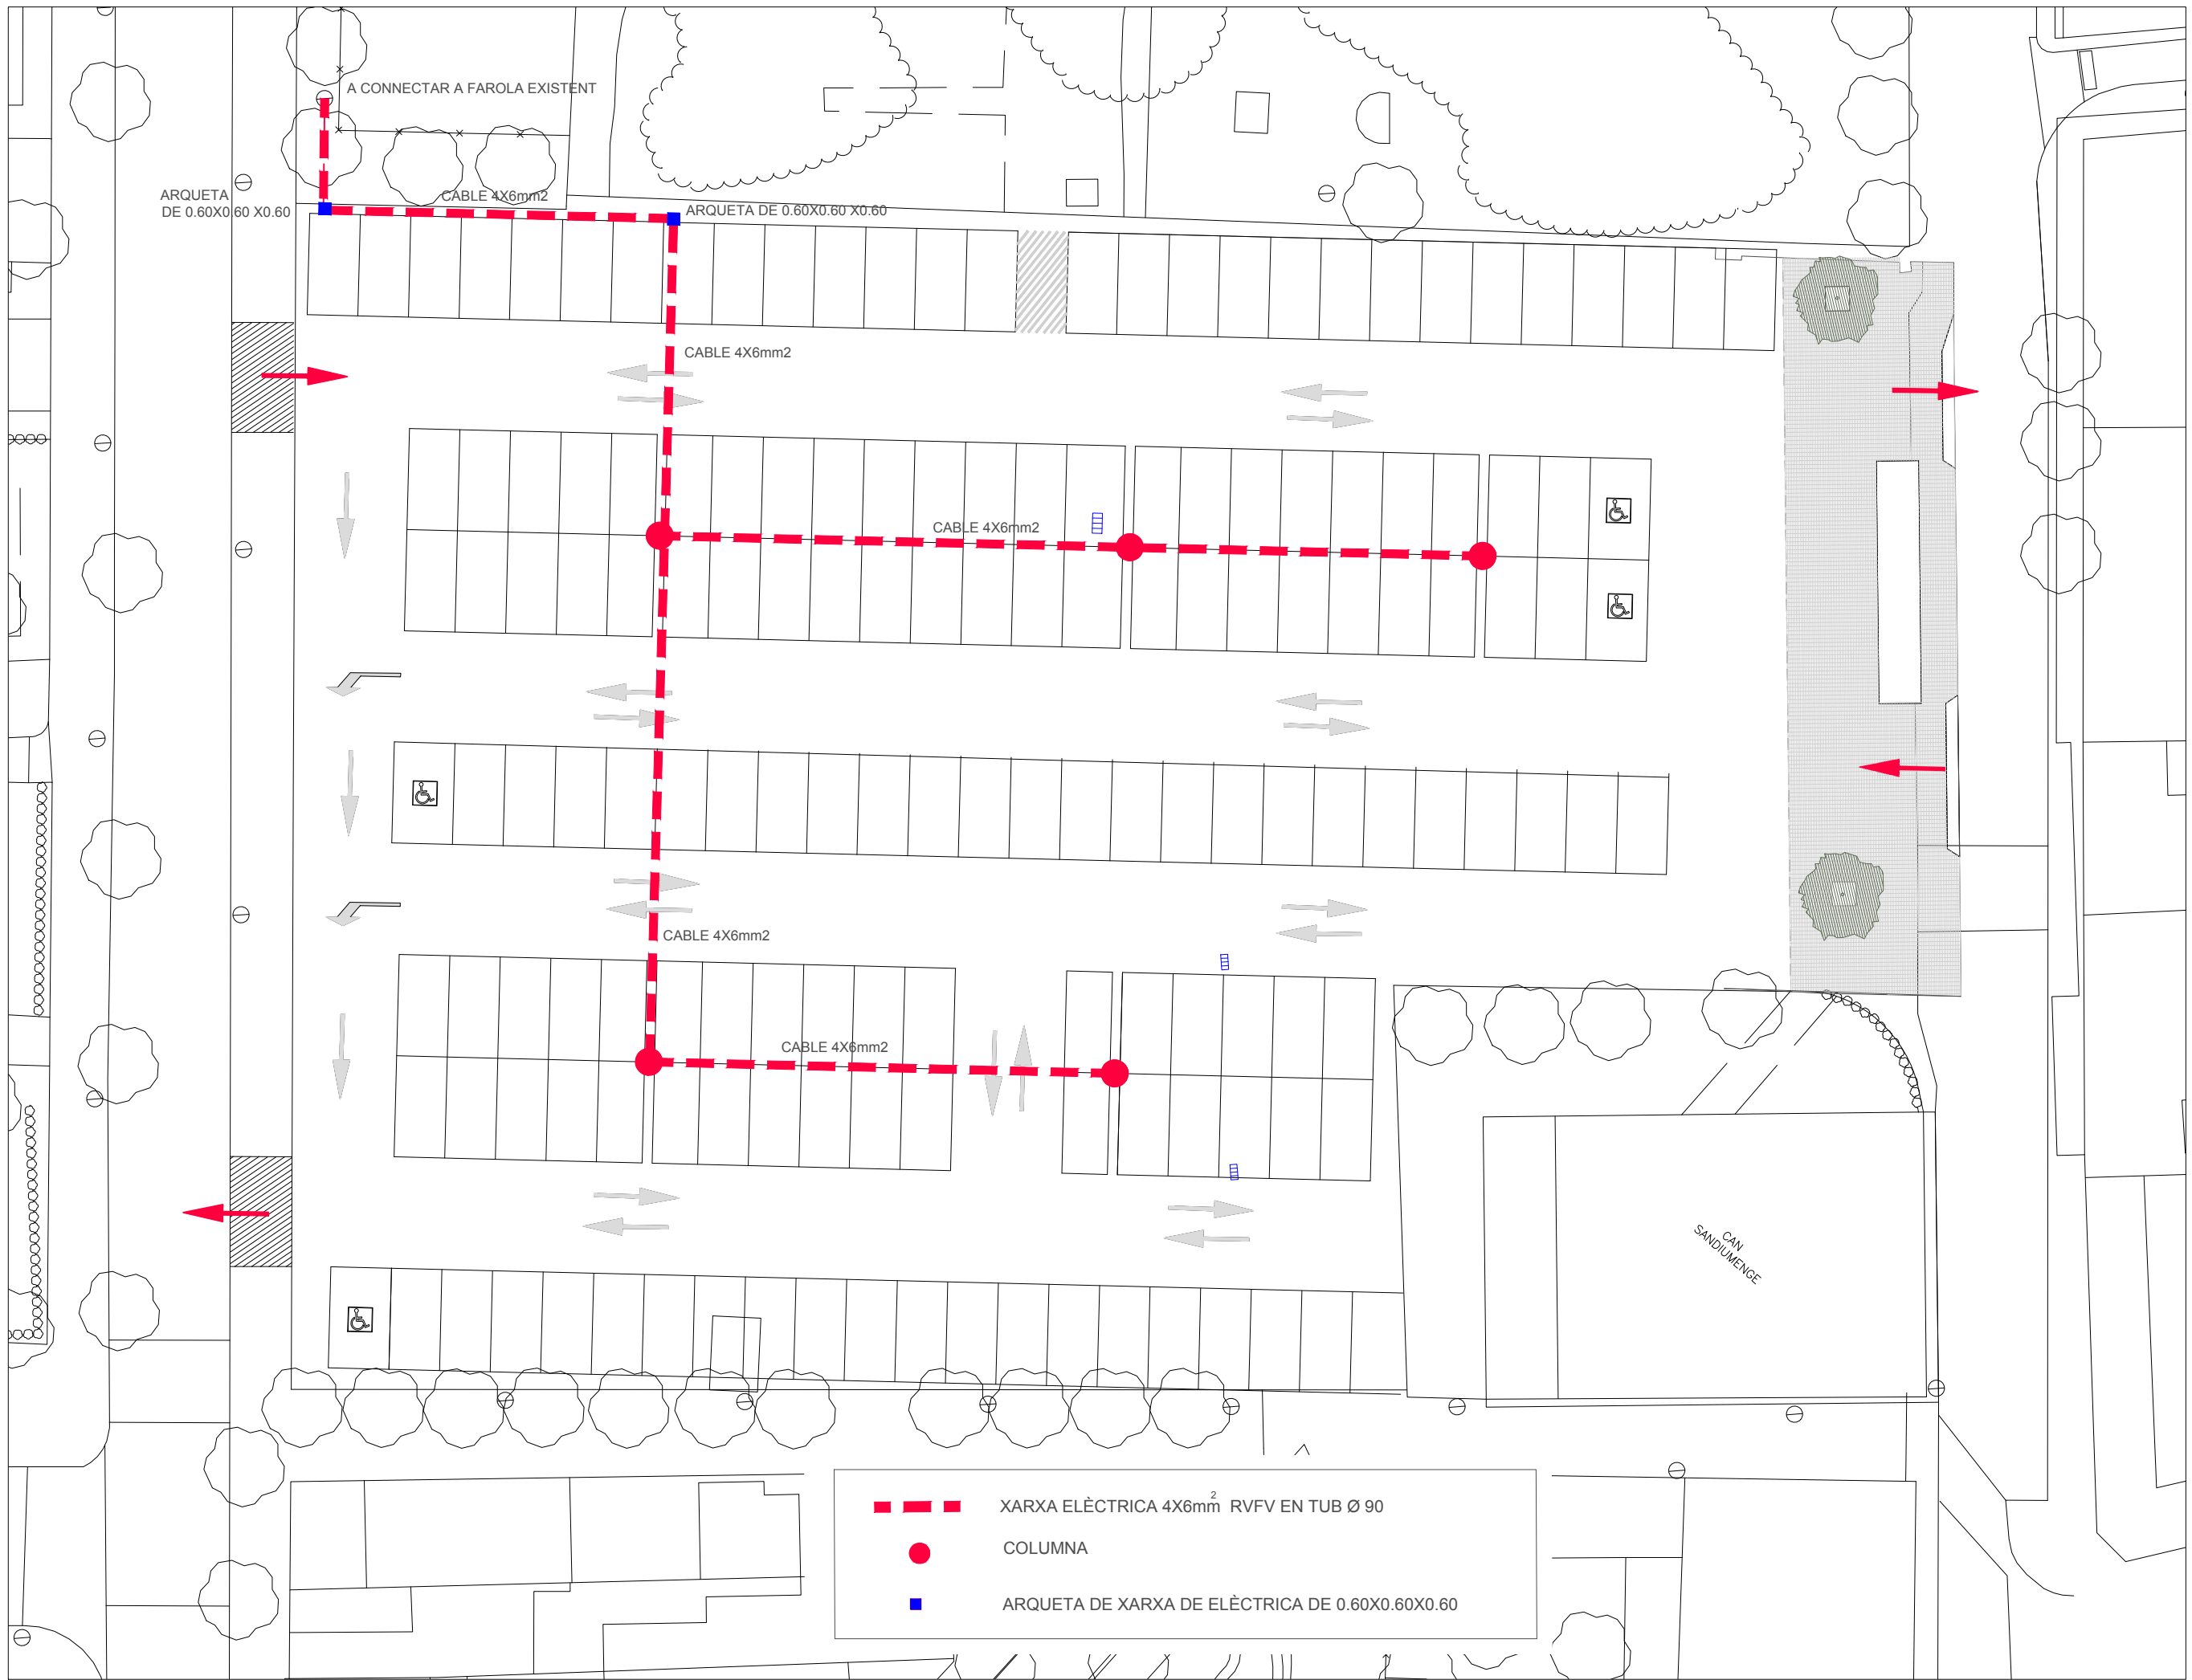 A CONNECTAR A FAROLA EXISTENT
ARQUETA
DE 0.60X0.60 X0.60
CABLE 4X6mm2
ARQUETA DE 0.60X0.60 X0.60
CABLE 4X6mm2
CABLE 4X6mm2
CABLE 4X6mm2
CABLE 4X6mm2
CAN
SANDIUMENGE
XARXA ELÈCTRICA 4X6mm² RVFV EN TUB Ø 90
COLUMNA
ARQUETA DE XARXA DE ELÈCTRICA DE 0.60X0.60X0.60